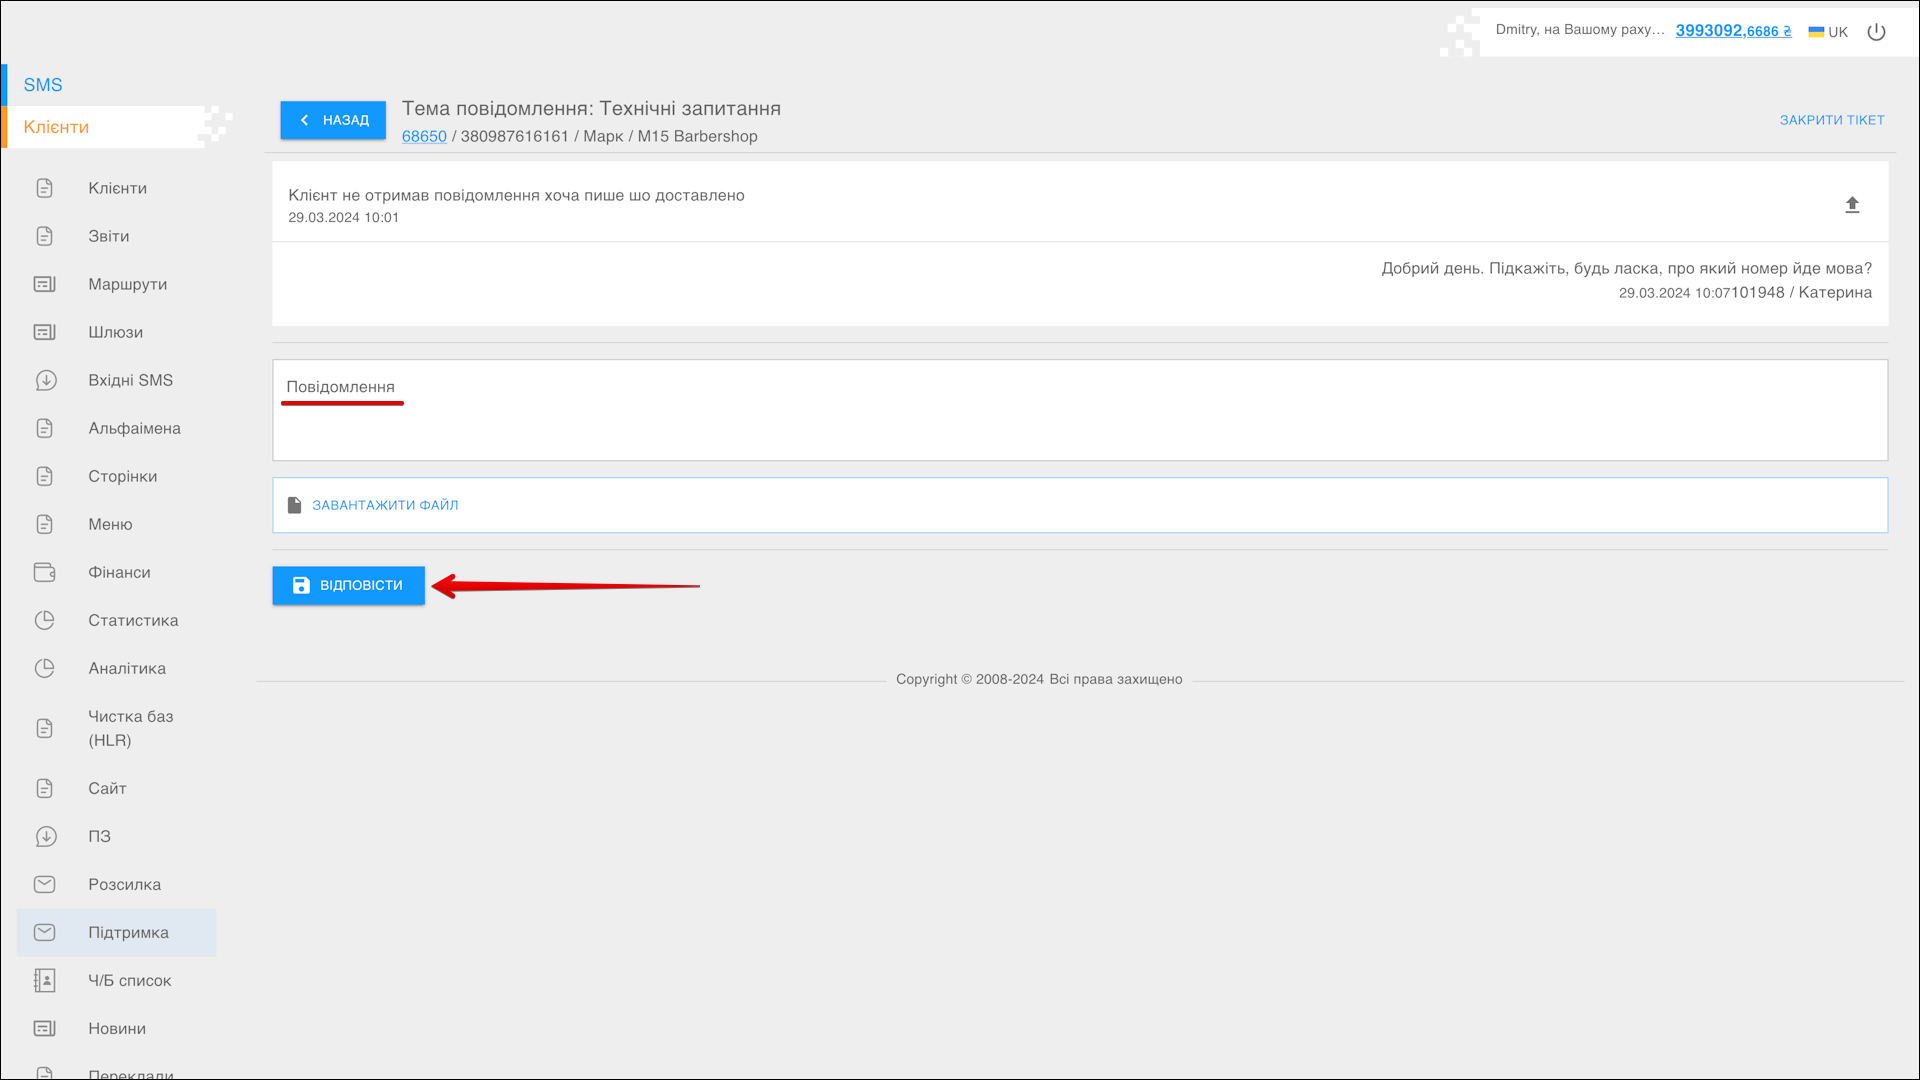 Dmitry, на Вашому раху... 3993092,6686 ₴ UK
SMS
Клієнти
НАЗАД
Тема повідомлення: Технічні запитання
68650 / 380987616161 / Марк / M15 Barbershop
ЗАКРИТИ ТІКЕТ
Клієнти
Звіти
Маршрути
Шлюзи
Вхідні SMS
Альфаімена
Сторінки
Меню
Фінанси
Статистика
Аналітика
Чистка баз
(HLR)
Сайт
ПЗ
Розсилка
Підтримка
Ч/Б список
Новини
Переклади
Клієнт не отримав повідомлення хоча пише шо доставлено
29.03.2024 10:01
Добрий день. Підкажіть, будь ласка, про який номер йде мова?
29.03.2024 10:07101948 / Катерина
Повідомлення
ЗАВАНТАЖИТИ ФАЙЛ
ВІДПОВІСТИ
Copyright © 2008-2024 Всі права захищено